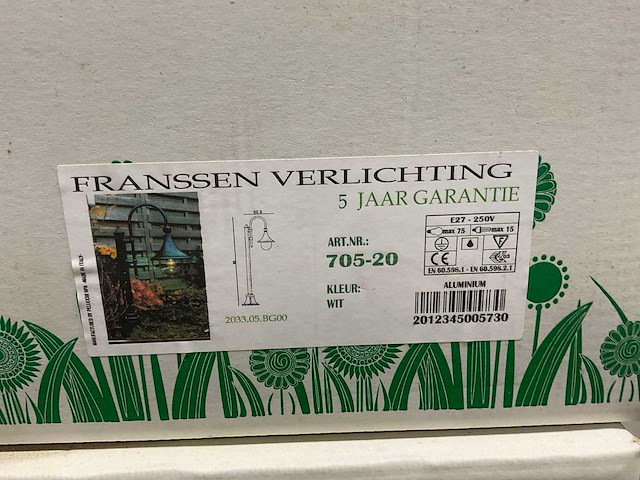 FRANSSEN VERLICHTING
5 JAAR GARANTIE
E27 - 250V
max 75
max 15
ART.NR.:
705-20
F
CE
EN 60.598.1 - EN 60.598.2.1
KLEUR:
WIT
ALUMINIUM
2033.05.BG00
2012345005730